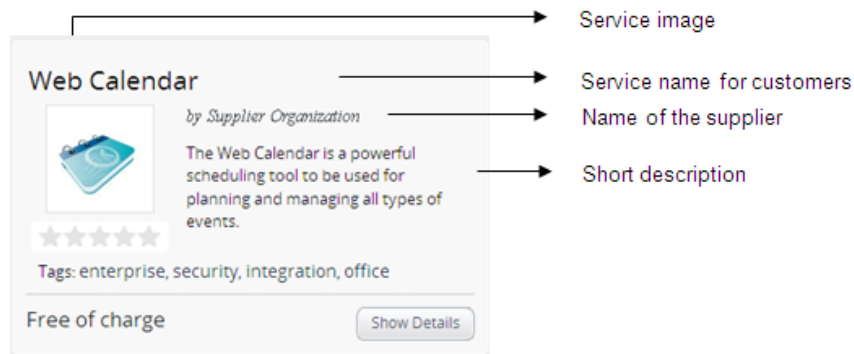 Service image
Web Calendar
Service name for customers
by Supplier Organization
Name of the supplier
The Web Calendar is a powerful
scheduling tool to be used for
planning and managing all types of
events.
Short description
Tags: enterprise, security, integration, office
Free of charge
Show Details